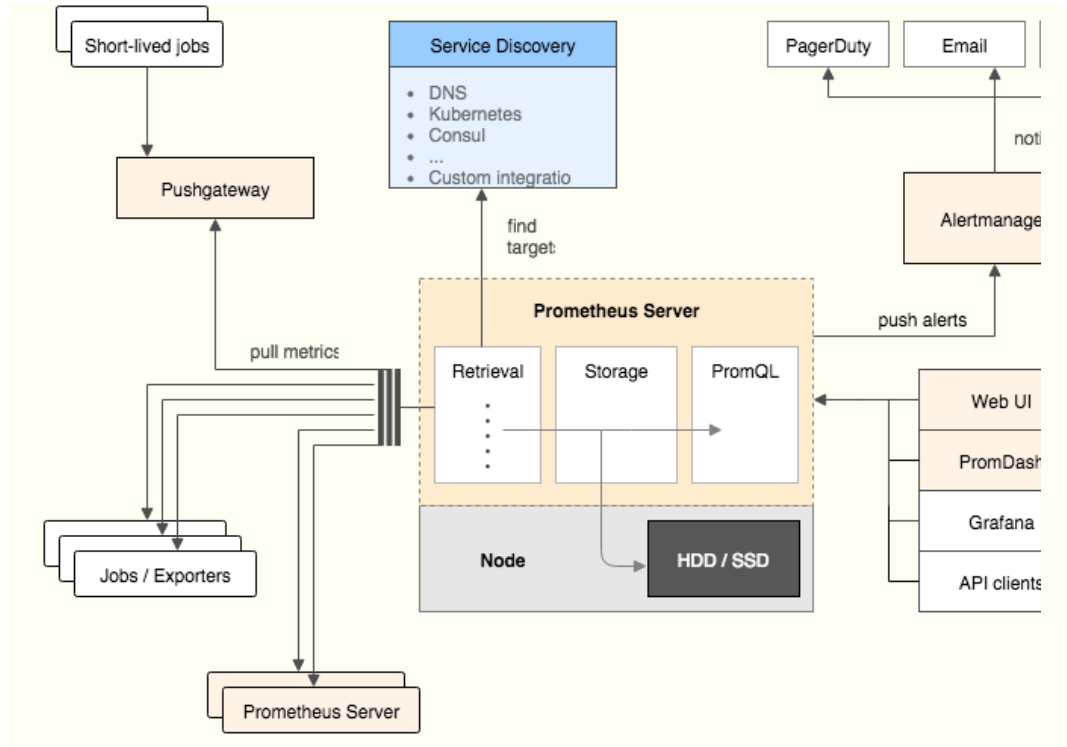 Short-lived jobs
Service Discovery
PagerDuty
Email
• DNS
• Kubernetes
• Consul
• ...
• Custom integratio
noti
Pushgateway
Alertmanage
find
target
Prometheus Server
push alerts
pull metrics
Retrieval
Storage
PromQL
Web UI
PromDash
Grafana
API clients
Node
HDD / SSD
Jobs / Exporters
Prometheus Server